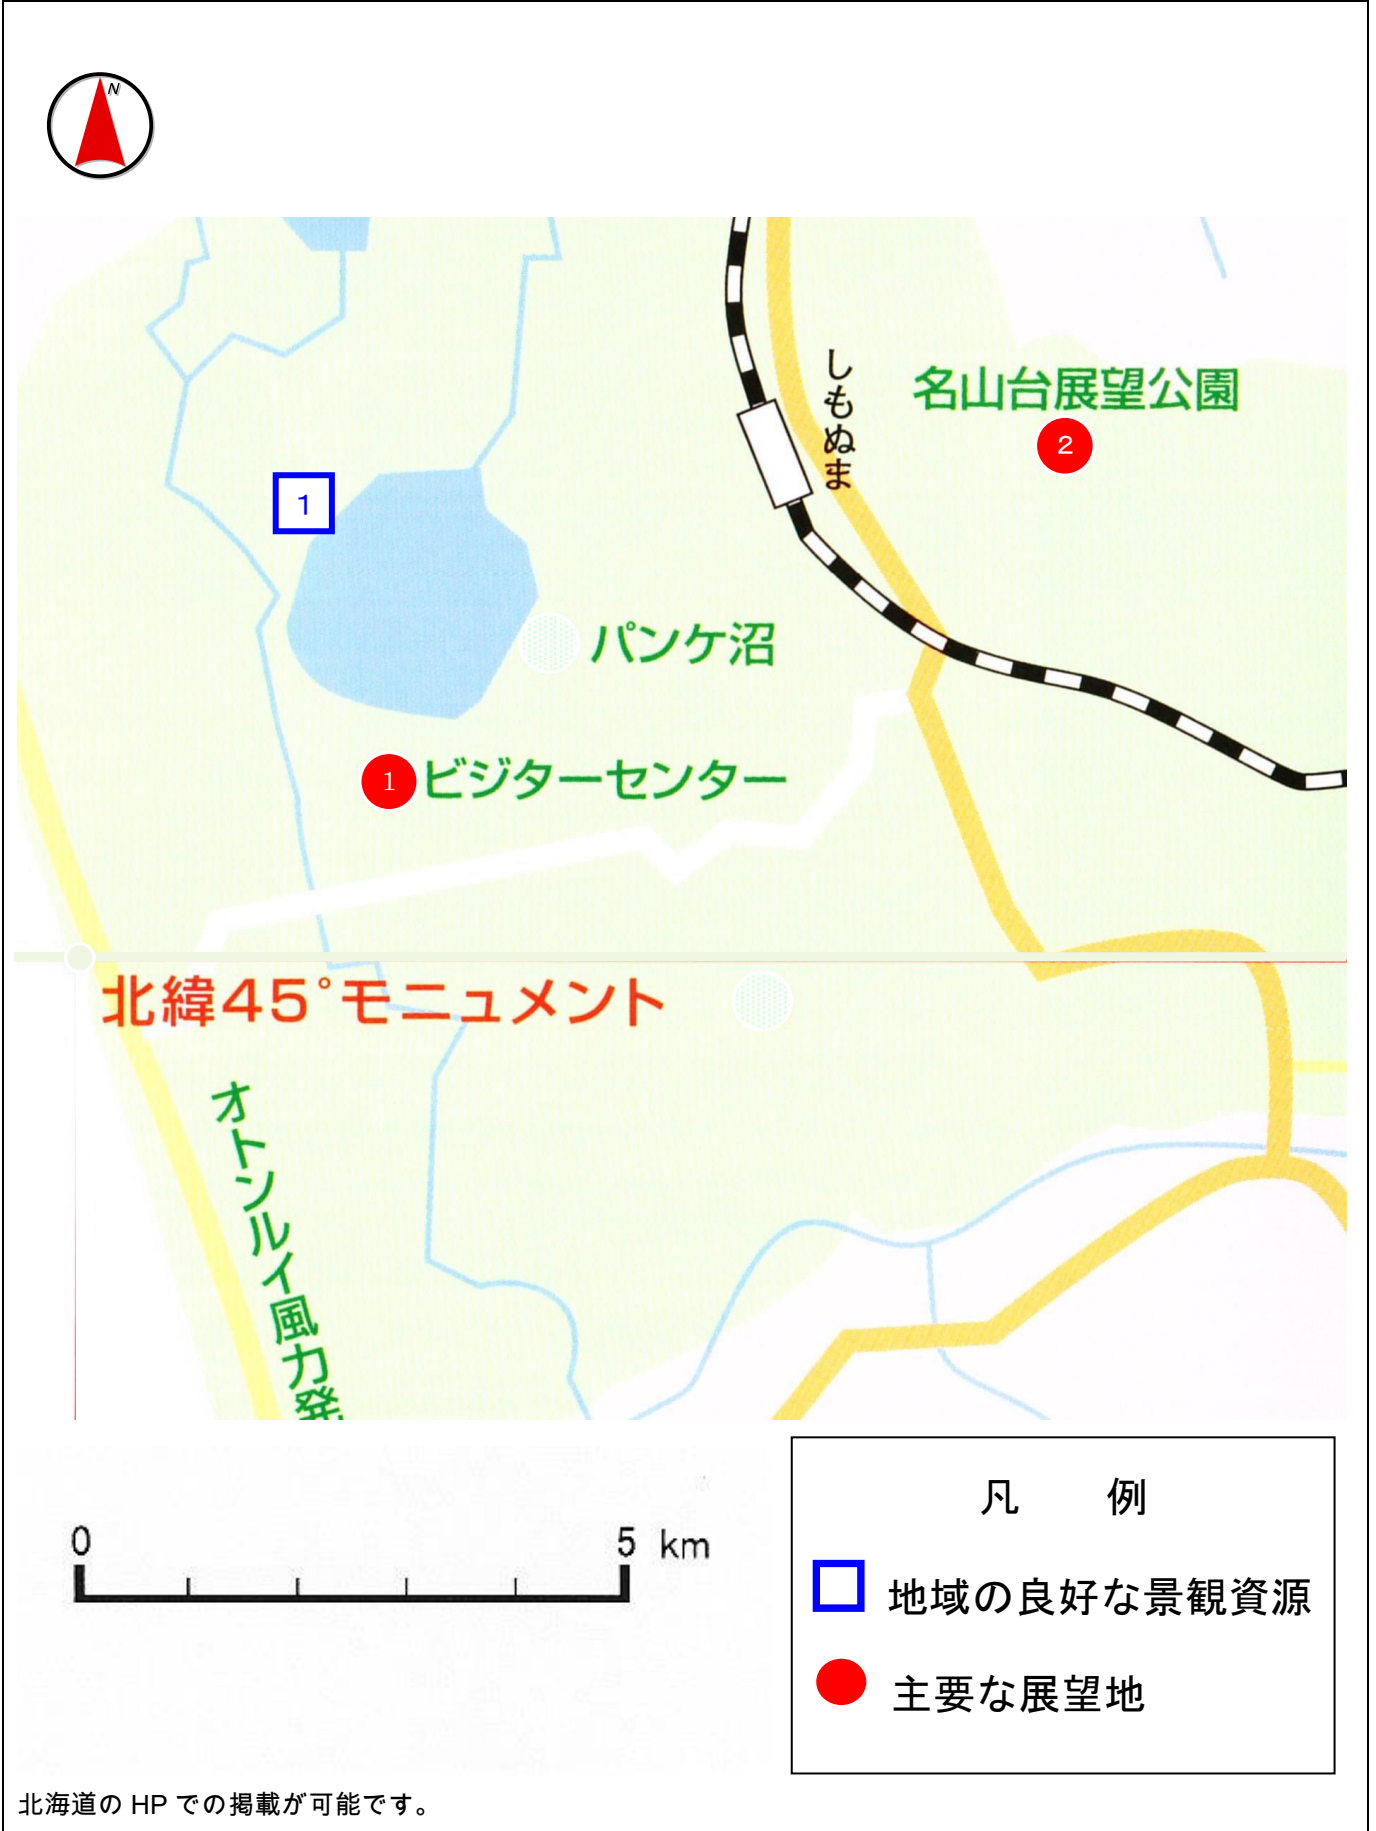 N
しもぬま
名山台展望公園
2
1
パンケ沼
1 ビジターセンター
北緯45°モニュメント
オトンルイ風力発
0 5 km
凡 例
地域の良好な景観資源
主要な展望地
北海道の HP での掲載が可能です。